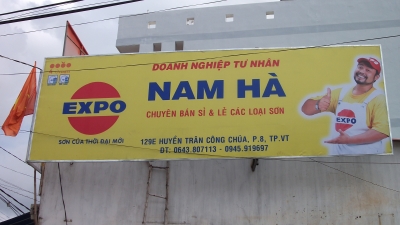 DOANH NGHIỆP TƯ NHÂN
NAM HÀ
CHUYÊN BÁN SỈ & LẺ CÁC LOẠI SƠN
EXPO
SƠN CỦA THỜI ĐẠI MỚI
129E HUYỀN TRÂN CÔNG CHÚA, P.8, TP.VT
ĐT: 0643.807113 - 0945.919697
EXPO